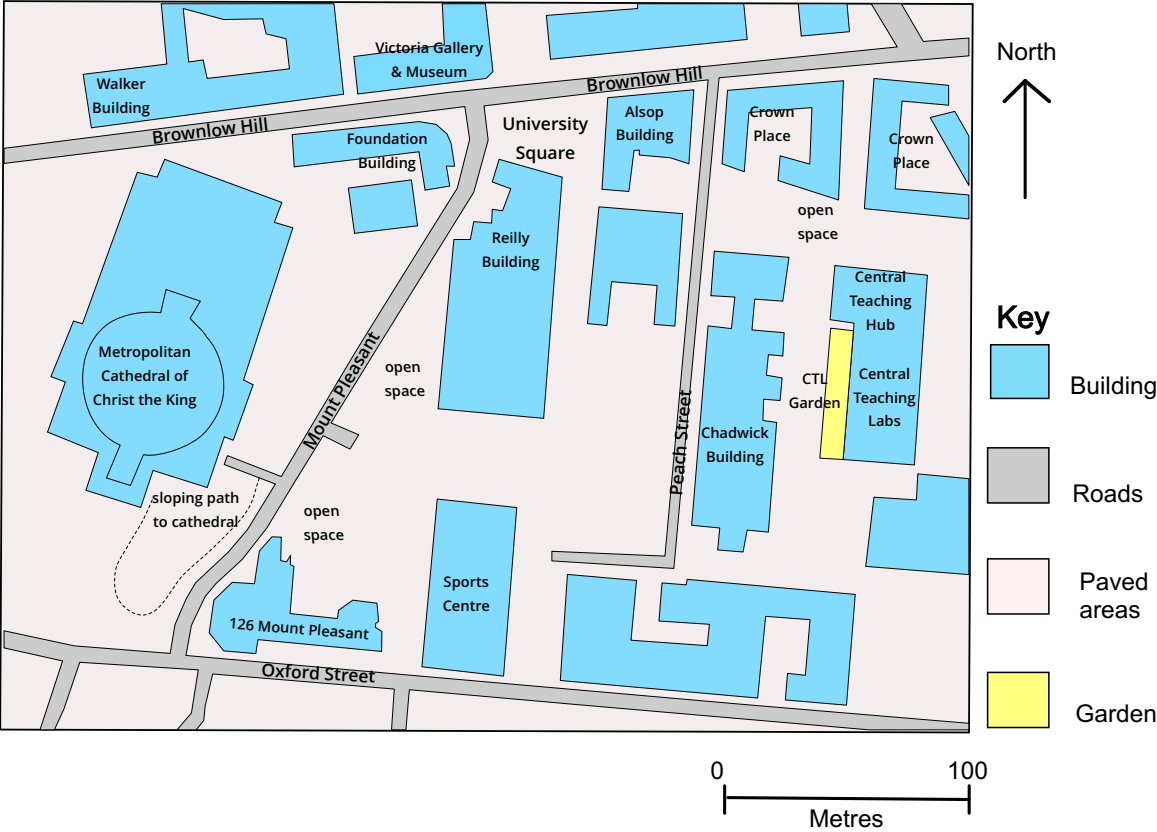 Victoria Gallery
& Museum
Walker
Building
Brownlow Hill
Brownlow Hill
Foundation
Building
University
Square
Alsop
Building
Crown
Place
Crown
Place
open
space
Reilly
Building
Central
Teaching
Hub
Metropolitan
Cathedral of
Christ the King
Mount Pleasant
open
space
CTL
Garden
Central
Teaching
Labs
Peach Street
Chadwick
Building
sloping path
to cathedral
open
space
Sports
Centre
126 Mount Pleasant
Oxford Street
North
Key
Building
Roads
Paved
areas
Garden
0 100
Metres